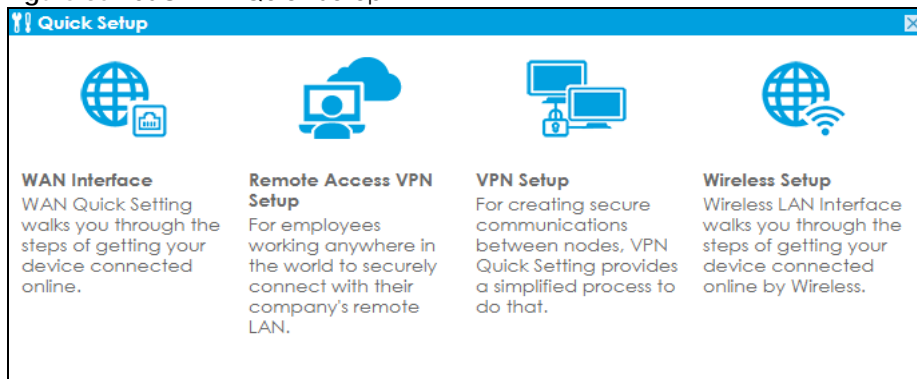 Quick Setup
WAN Interface
WAN Quick Setting
walks you through the
steps of getting your
device connected
online.
Remote Access VPN
Setup
For employees
working anywhere in
the world to securely
connect with their
company's remote
LAN.
VPN Setup
For creating secure
communications
between nodes, VPN
Quick Setting provides
a simplified process to
do that.
Wireless Setup
Wireless LAN Interface
walks you through the
steps of getting your
device connected
online by Wireless.